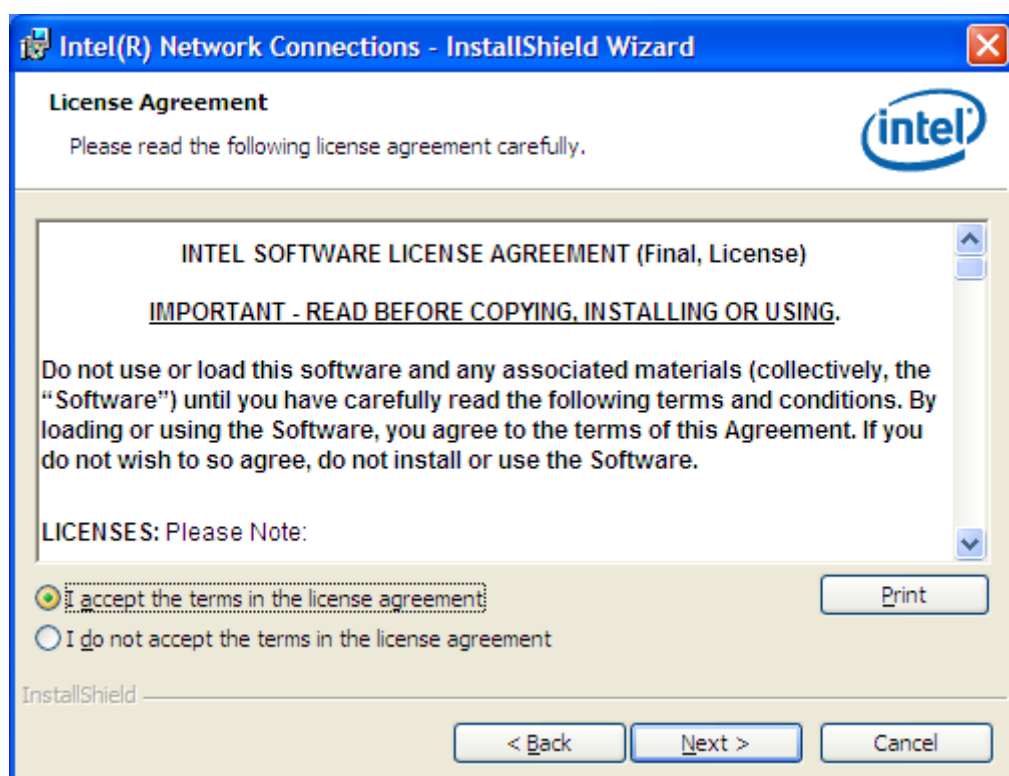 Intel(R) Network Connections - InstallShield Wizard
License Agreement
Please read the following license agreement carefully.
intel
INTEL SOFTWARE LICENSE AGREEMENT (Final, License)
IMPORTANT - READ BEFORE COPYING, INSTALLING OR USING.
Do not use or load this software and any associated materials (collectively, the
“Software”) until you have carefully read the following terms and conditions. By
loading or using the Software, you agree to the terms of this Agreement. If you
do not wish to so agree, do not install or use the Software.
LICENSES: Please Note:
I accept the terms in the license agreement
Print
I do not accept the terms in the license agreement
InstallShield
< Back
Next >
Cancel